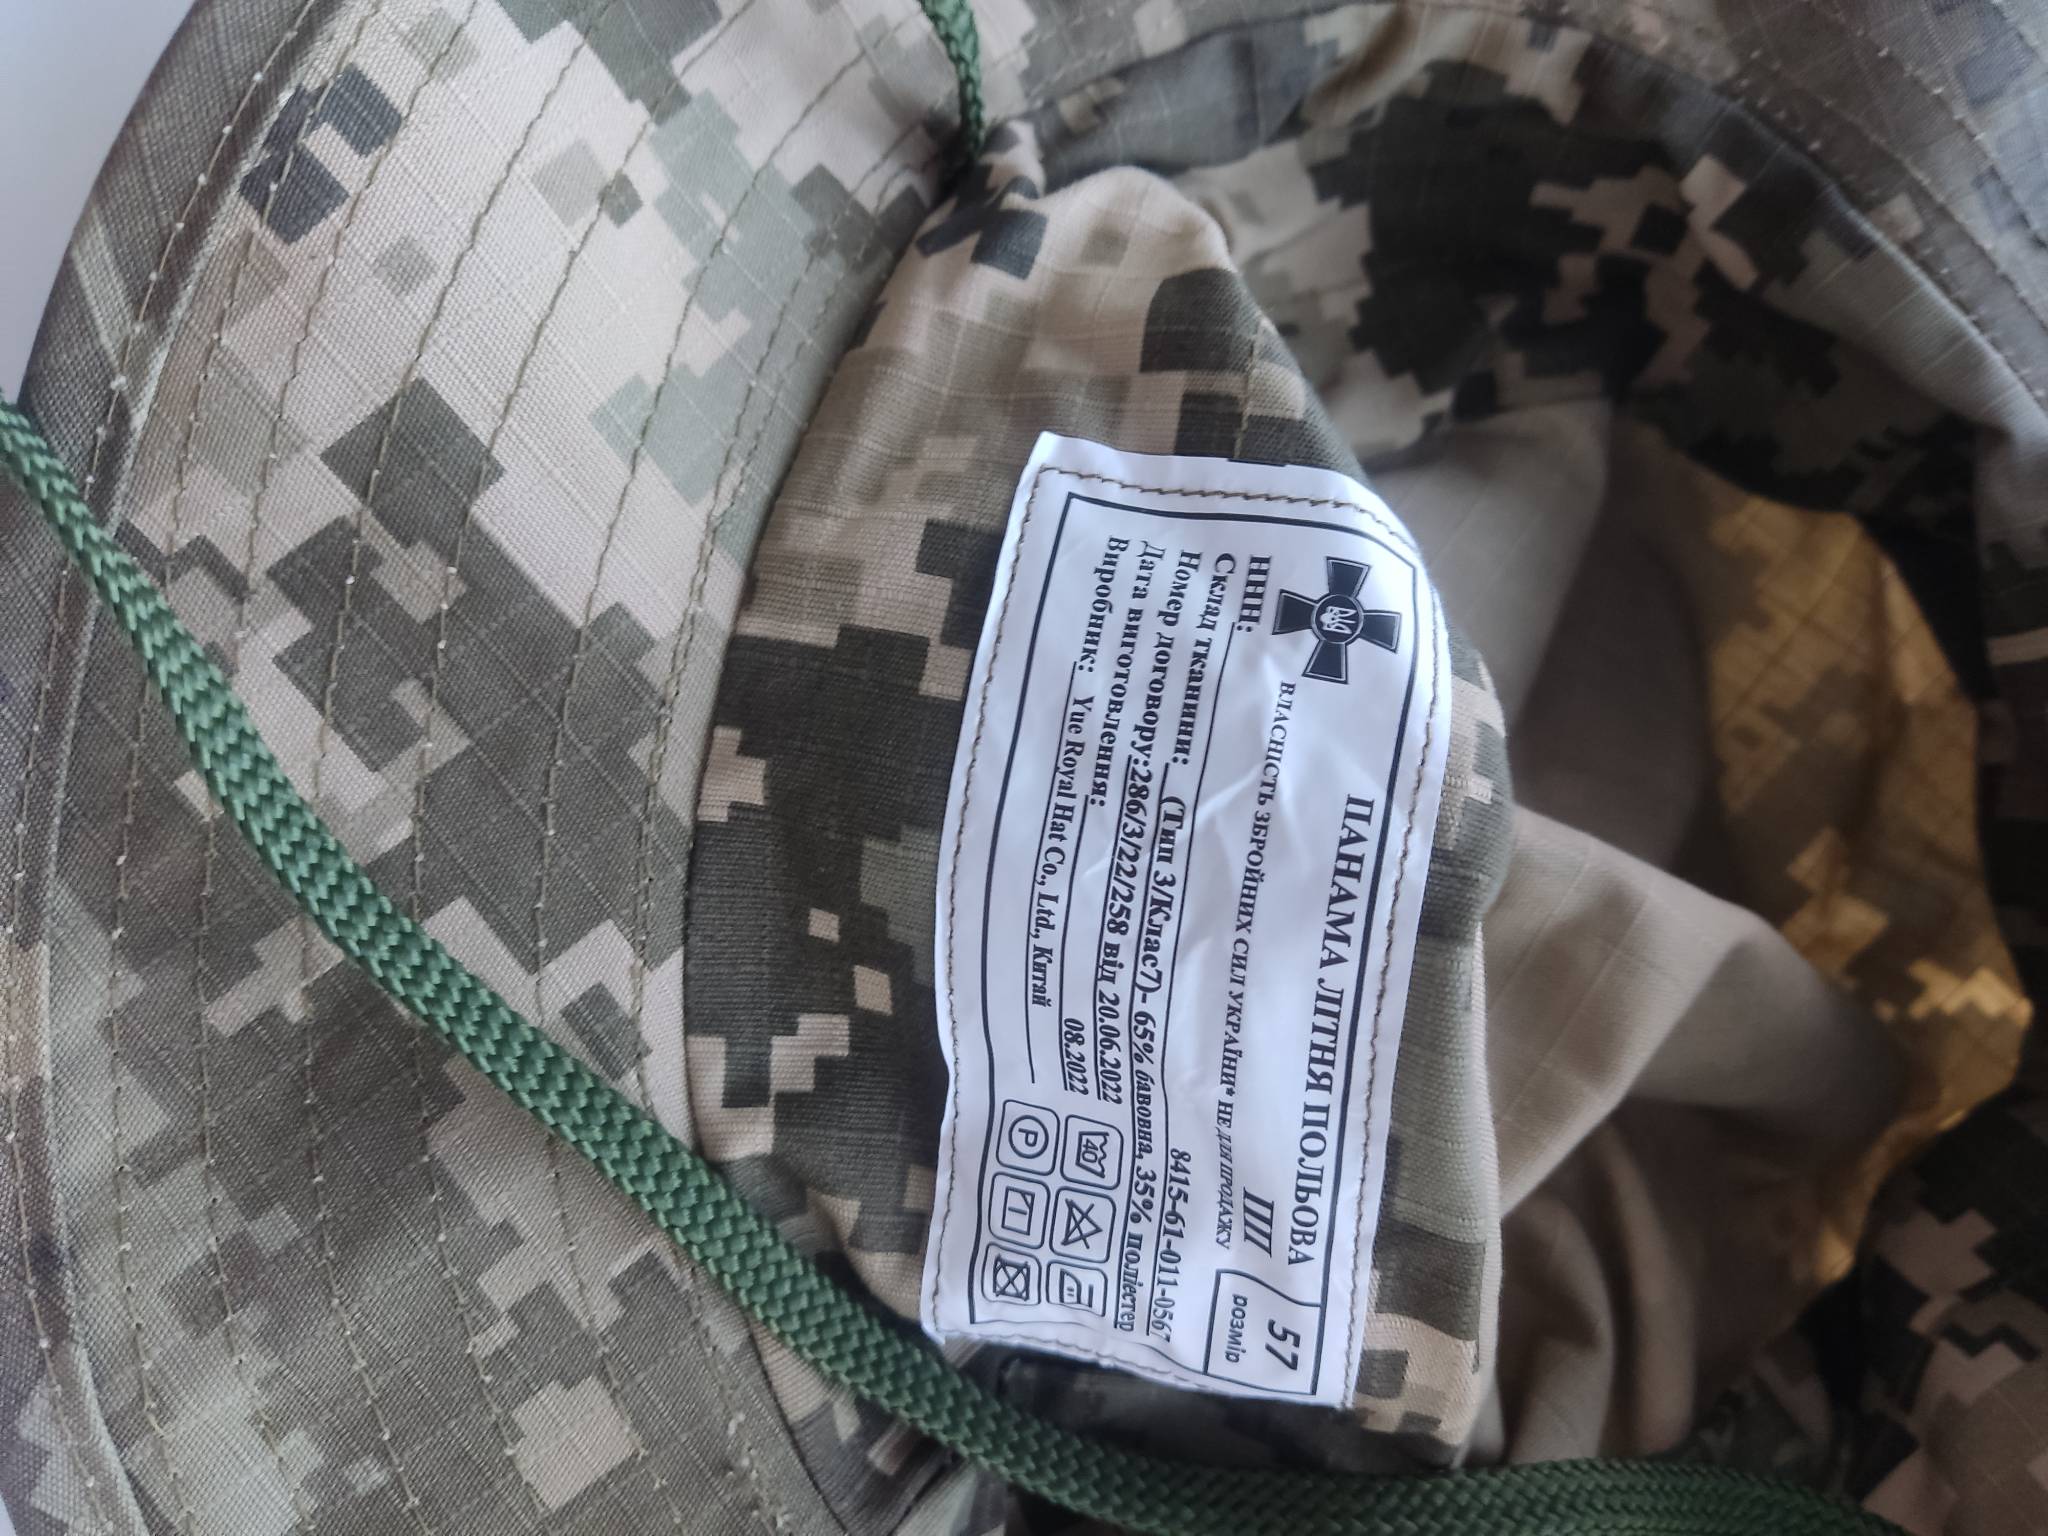 ПАНАМА ЛІТНЯ ПОЛЬОВА
57
розмір
ВЛАСНІСТЬ ЗБРОЙНИХ СИЛ УКРАЇНИ* НЕ ДЛЯ ПРОДАЖУ
ННН: 8415-61-011-0567
Склад тканини: (Тип 3/Клас7)- 65% бавовна, 35% поліестер
Номер договору:286/3/22/258 від 20.06.2022
Дата виготовлення: 08.2022
Виробник: Yue Royal Hat Co., Ltd., Китай
40
P